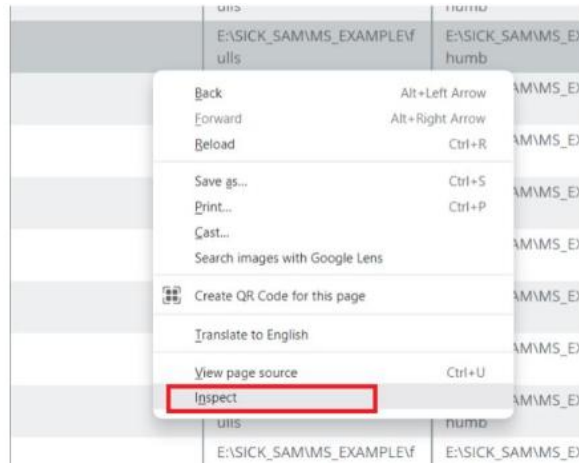 ulls humb
E:\SICK_SAM\MS_EXAMPLE\f E:\SICK_SAM\MS_EX
ulls humb
Back Alt+Left Arrow
AM\MS_EX
Forward Alt+Right Arrow
Reload Ctrl+R
AM\MS_EX
Save as... Ctrl+S
AM\MS_EX
Print... Ctrl+P
Cast...
AM\MS_EX
Search images with Google Lens
Create QR Code for this page
AM\MS_EX
Translate to English
AM\MS_EX
View page source Ctrl+U
Inspect
AM\MS_EX
ulls humb
E:\SICK_SAM\MS_EXAMPLE\f E:\SICK_SAM\MS_EX